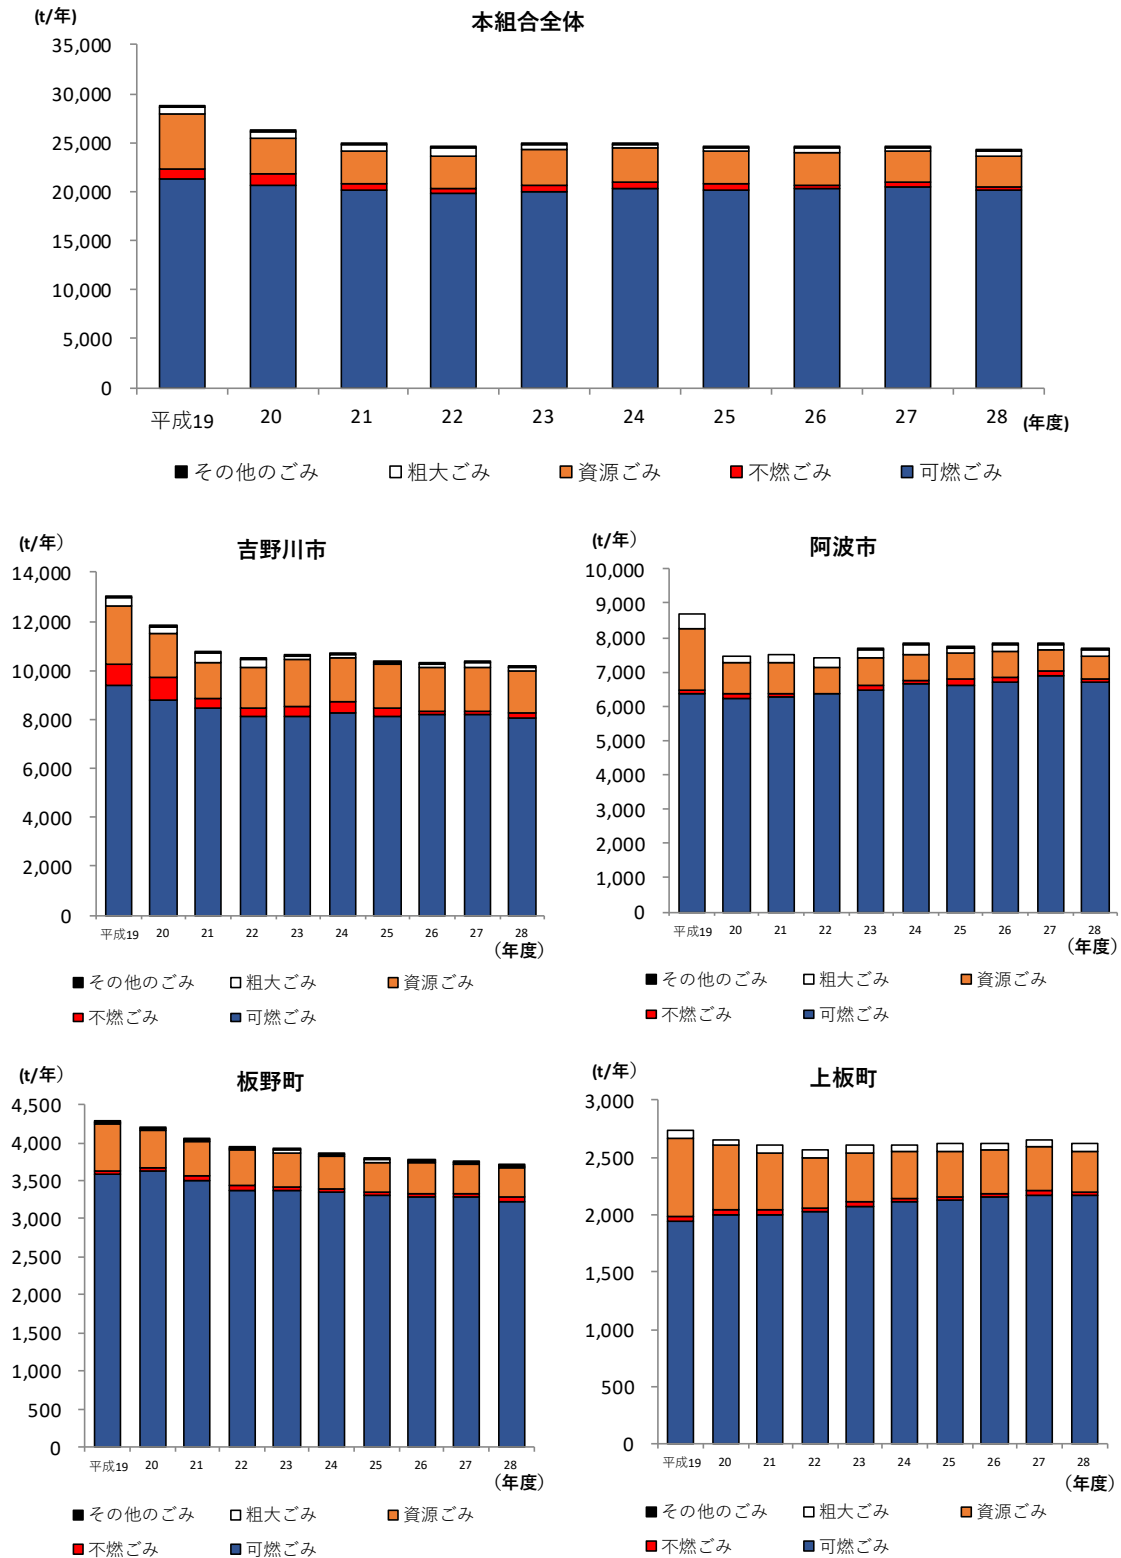 (t/年)
本組合全体
35,000
30,000
25,000
20,000
15,000
10,000
5,000
0
平成19 20 21 22 23 24 25 26 27 28 (年度)
■その他のごみ □粗大ごみ ■資源ごみ ■不燃ごみ ■可燃ごみ
(t/年)
吉野川市
14,000
12,000
10,000
8,000
6,000
4,000
2,000
0
平成19 20 21 22 23 24 25 26 27 28
(年度)
■その他のごみ □粗大ごみ ■資源ごみ
■不燃ごみ ■可燃ごみ
(t/年)
阿波市
10,000
9,000
8,000
7,000
6,000
5,000
4,000
3,000
2,000
1,000
0
平成19 20 21 22 23 24 25 26 27 28
(年度)
■その他のごみ □粗大ごみ ■資源ごみ
■不燃ごみ ■可燃ごみ
(t/年)
板野町
4,500
4,000
3,500
3,000
2,500
2,000
1,500
1,000
500
0
平成19 20 21 22 23 24 25 26 27 28
(年度)
■その他のごみ □粗大ごみ ■資源ごみ
■不燃ごみ ■可燃ごみ
(t/年)
上板町
3,000
2,500
2,000
1,500
1,000
500
0
平成19 20 21 22 23 24 25 26 27 28
(年度)
■その他のごみ □粗大ごみ ■資源ごみ
■不燃ごみ ■可燃ごみ